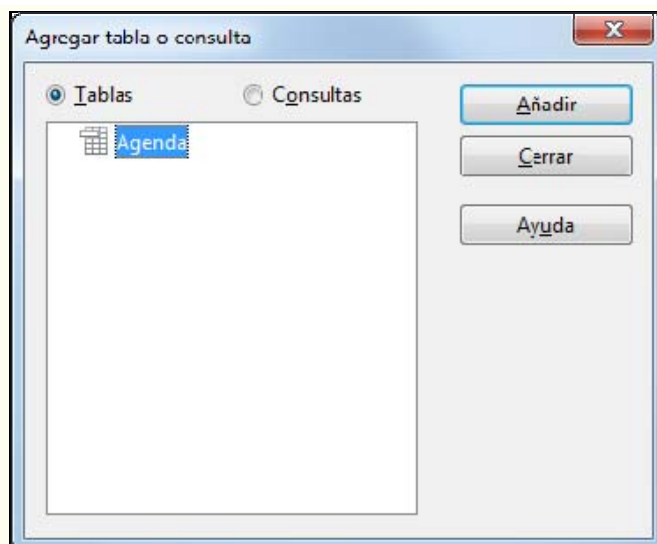 Agregar tabla o consulta
Tablas
Consultas
Añadir
Agenda
Cerrar
Ayuda